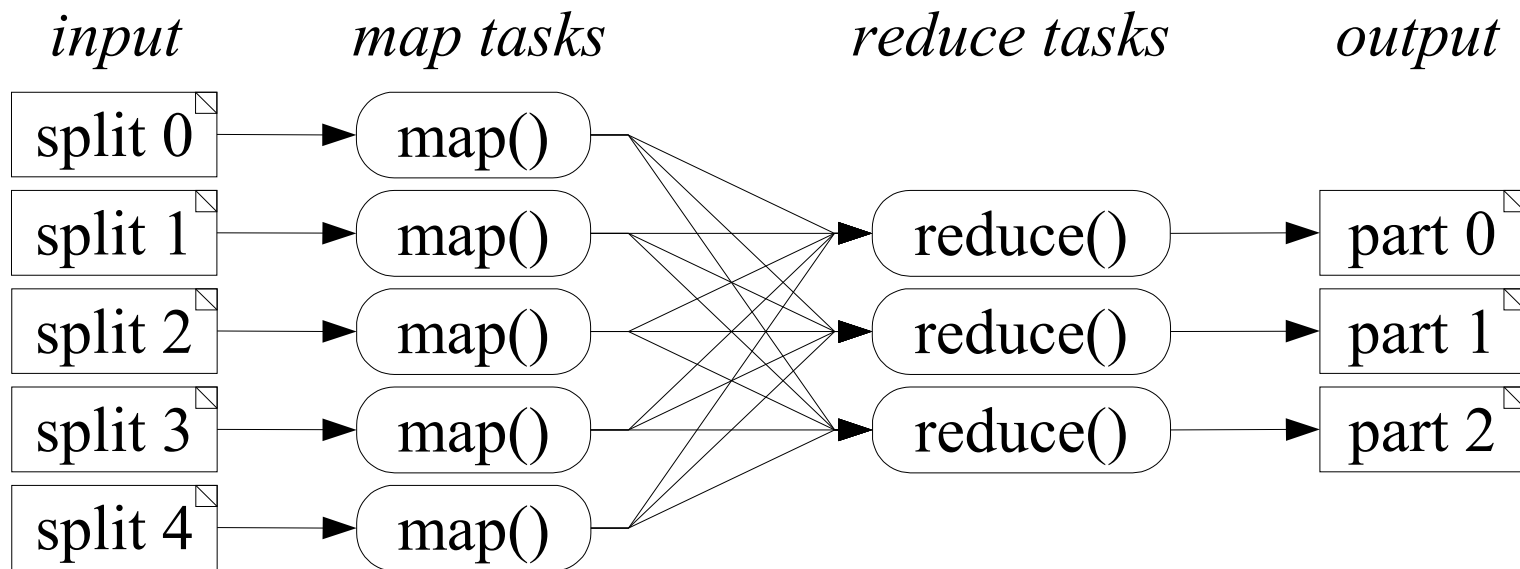 input map tasks reduce tasks output
split 0 map()
split 1 map() reduce() part 0
split 2 map() reduce() part 1
split 3 map() reduce() part 2
split 4 map()